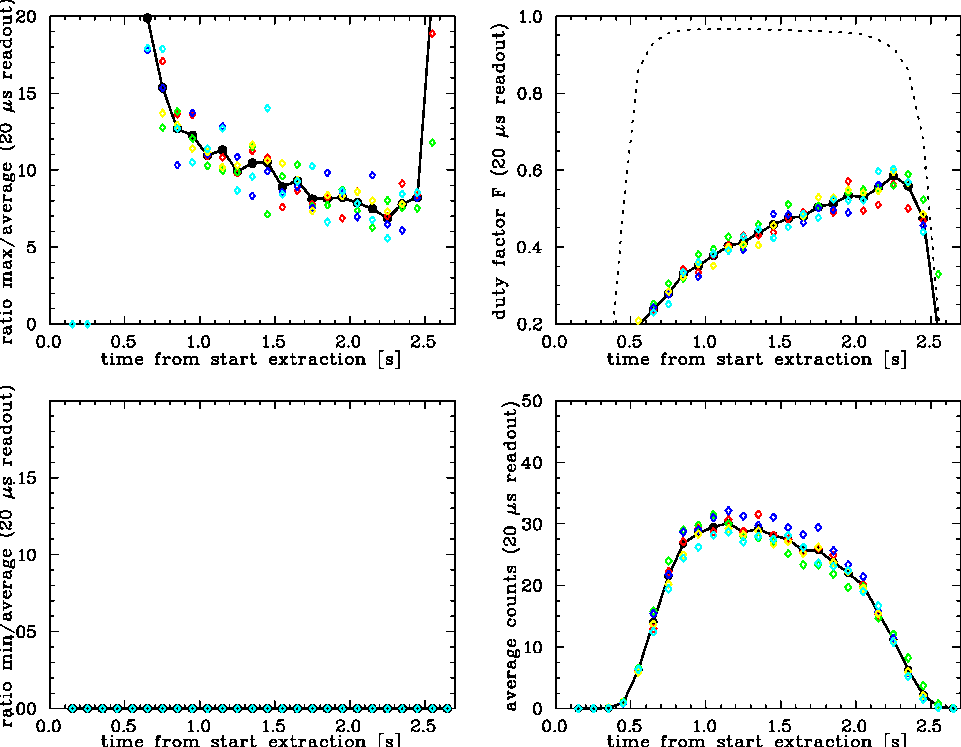 ratio max/average (20 μs readout)
20
15
10
5
0
0.0 0.5 1.0 1.5 2.0 2.5
time from start extraction [s]
duty factor F (20 μs readout)
1.0
0.8
0.6
0.4
0.2
0.0 0.5 1.0 1.5 2.0 2.5
time from start extraction [s]
ratio min/average (20 μs readout)
.15
.10
.05
.00
0.0 0.5 1.0 1.5 2.0 2.5
time from start extraction [s]
average counts (20 μs readout)
50
40
30
20
10
0
0.0 0.5 1.0 1.5 2.0 2.5
time from start extraction [s]